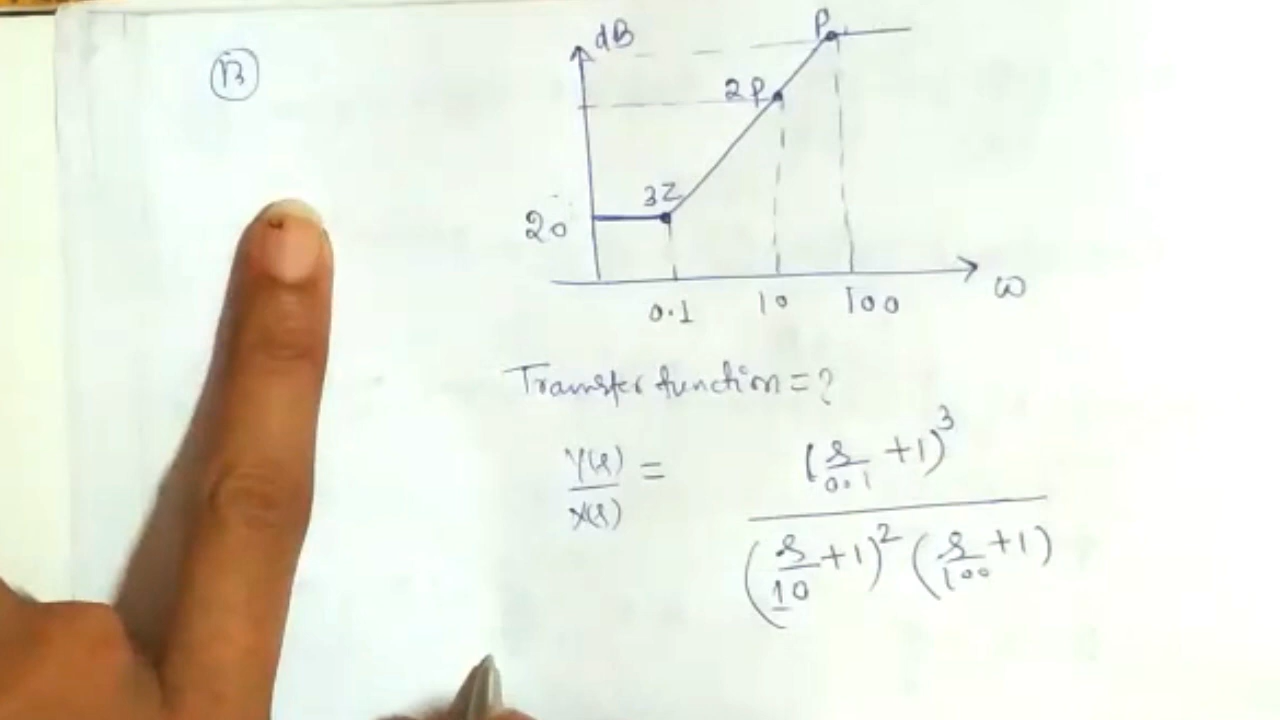 13
dB
P
2P
3Z
20
0.1 10 100 ω
Transfer function = ?
Y(s)/X(s) = (s/0.1 +1)^3 / (s/10 +1)^2 (s/100 +1)